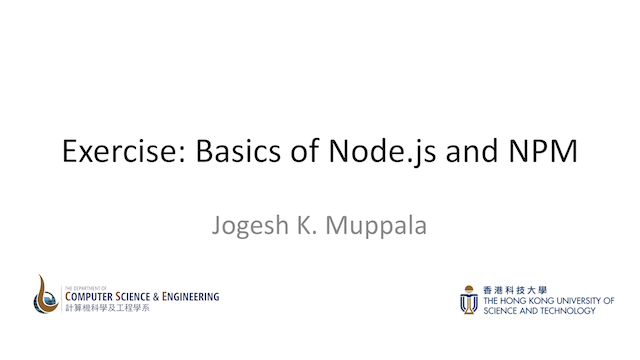 Exercise: Basics of Node.js and NPM
Jogesh K. Muppala
THE DEPARTMENT OF
COMPUTER SCIENCE & ENGINEERING
計算機科學及工程學系
香港科技大學
THE HONG KONG UNIVERSITY OF
SCIENCE AND TECHNOLOGY